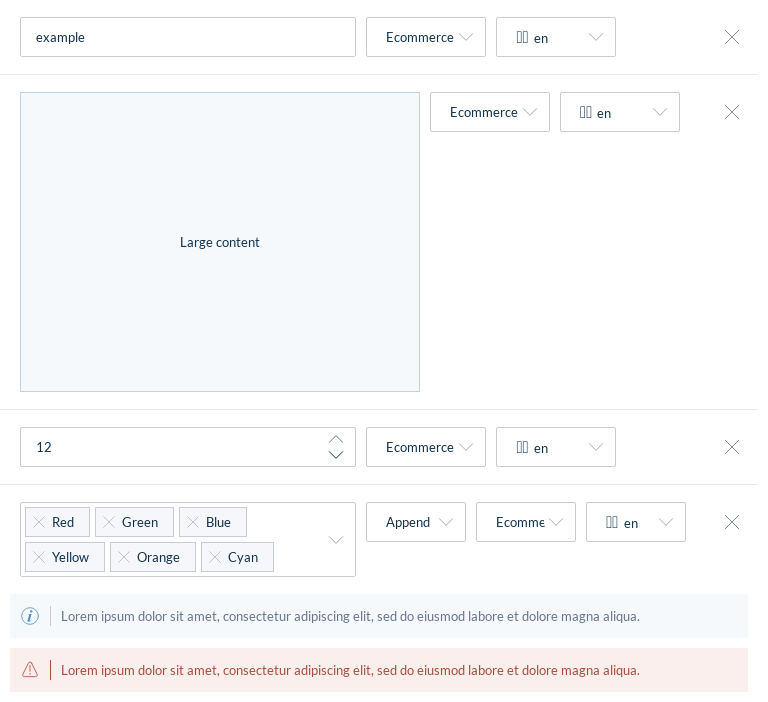 example Ecommerce en
Ecommerce en
Large content
12 Ecommerce en
Red Green Blue Append Ecomme en
Yellow Orange Cyan
Lorem ipsum dolor sit amet, consectetur adipiscing elit, sed do eiusmod labore et dolore magna aliqua.
Lorem ipsum dolor sit amet, consectetur adipiscing elit, sed do eiusmod labore et dolore magna aliqua.